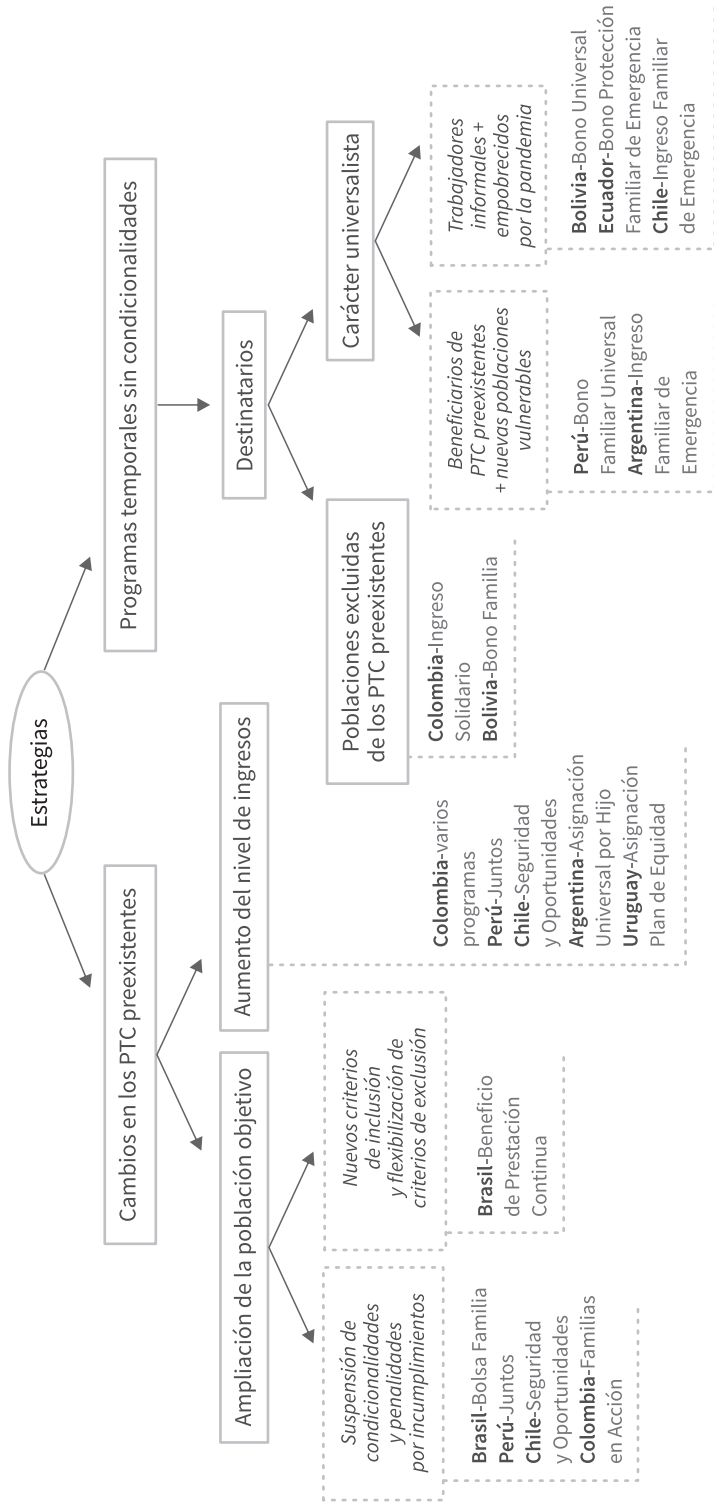 Estrategias
Cambios en los PTC preexistentes
Programas temporales sin condicionalidades
Ampliación de la población objetivo
Aumento del nivel de ingresos
Destinatarios
Suspensión de
condicionalidades
y penalidades
por incumplimientos
Nuevos criterios
de inclusión
y flexibilización de
criterios de exclusión
Poblaciones excluidas
de los PTC preexistentes
Carácter universalista
Beneficiarios de
PTC preexistentes
+ nuevas poblaciones
vulnerables
Trabajadores
informales +
empobrecidos
por la pandemia
Brasil-Bolsa Familia
Perú-Juntos
Chile-Seguridad
y Oportunidades
Colombia-Familias
en Acción
Brasil-Beneficio
de Prestación
Continua
Colombia-varios
programas
Perú-Juntos
Chile-Seguridad
y Oportunidades
Argentina-Asignación
Universal por Hijo
Uruguay-Asignación
Plan de Equidad
Colombia-Ingreso
Solidario
Bolivia-Bono Familia
Perú-Bono
Familiar Universal
Argentina-Ingreso
Familiar de
Emergencia
Bolivia-Bono Universal
Ecuador-Bono Protección
Familiar de Emergencia
Chile-Ingreso Familiar
de Emergencia